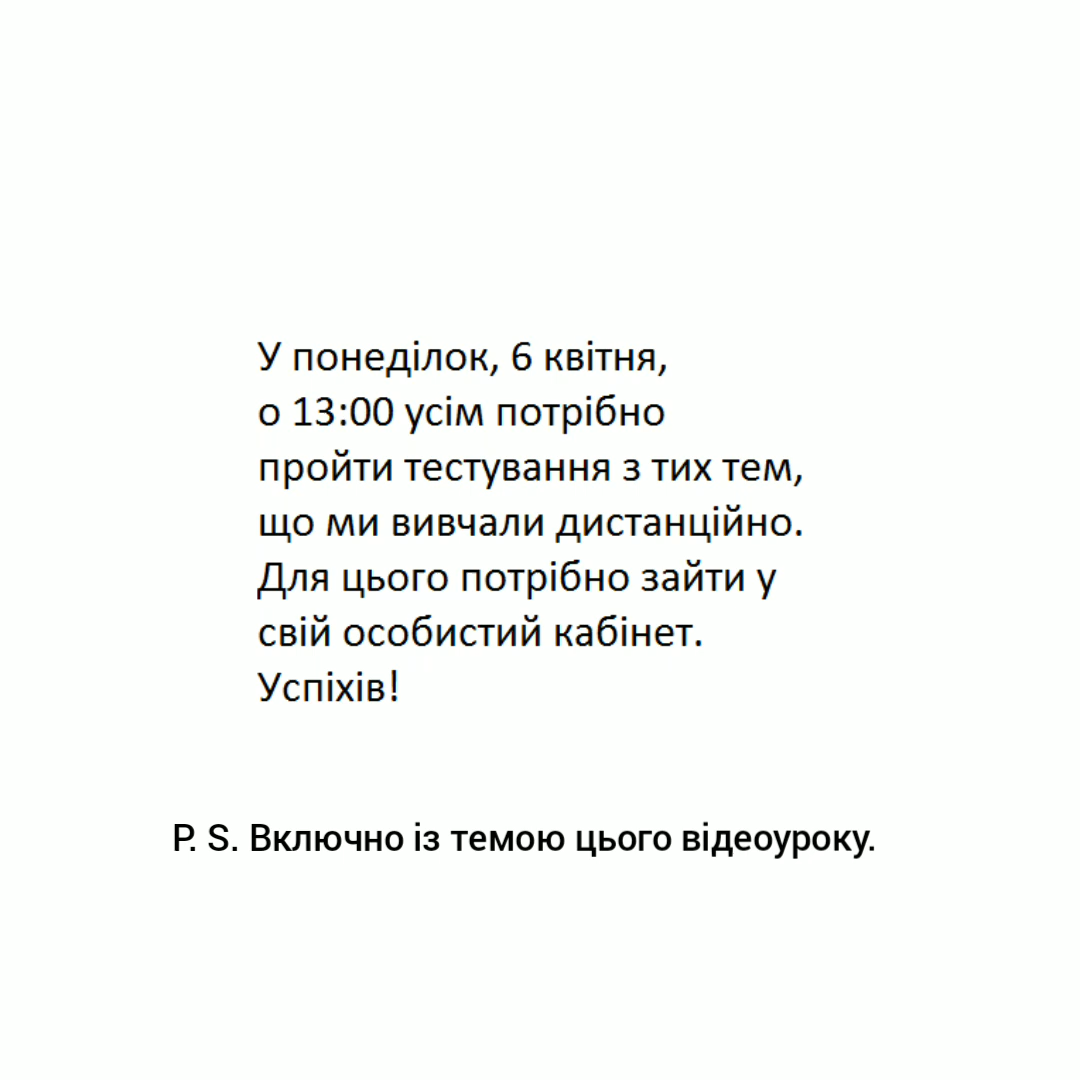 У понеділок, 6 квітня,
о 13:00 усім потрібно
пройти тестування з тих тем,
що ми вивчали дистанційно.
Для цього потрібно зайти у
свій особистий кабінет.
Успіхів!
P. S. Включно із темою цього відеоуроку.